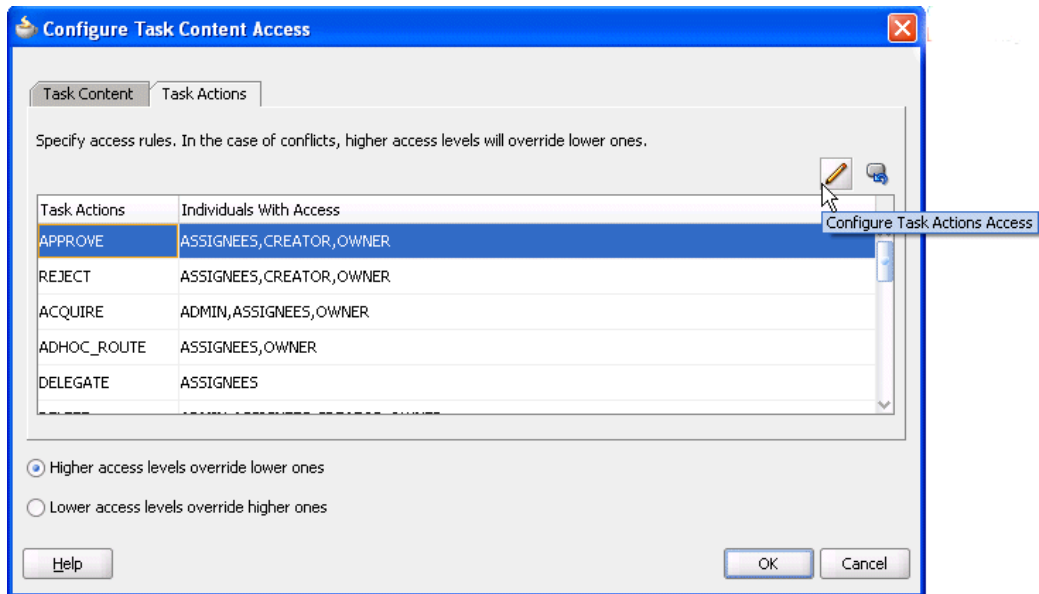 Configure Task Content Access
Task Content Task Actions
Specify access rules. In the case of conflicts, higher access levels will override lower ones.
Task Actions Individuals With Access
Configure Task Actions Access
APPROVE ASSIGNEES,CREATOR,OWNER
REJECT ASSIGNEES,CREATOR,OWNER
ACQUIRE ADMIN,ASSIGNEES,OWNER
ADHOC_ROUTE ASSIGNEES,OWNER
DELEGATE ASSIGNEES
Higher access levels override lower ones
Lower access levels override higher ones
Help OK Cancel